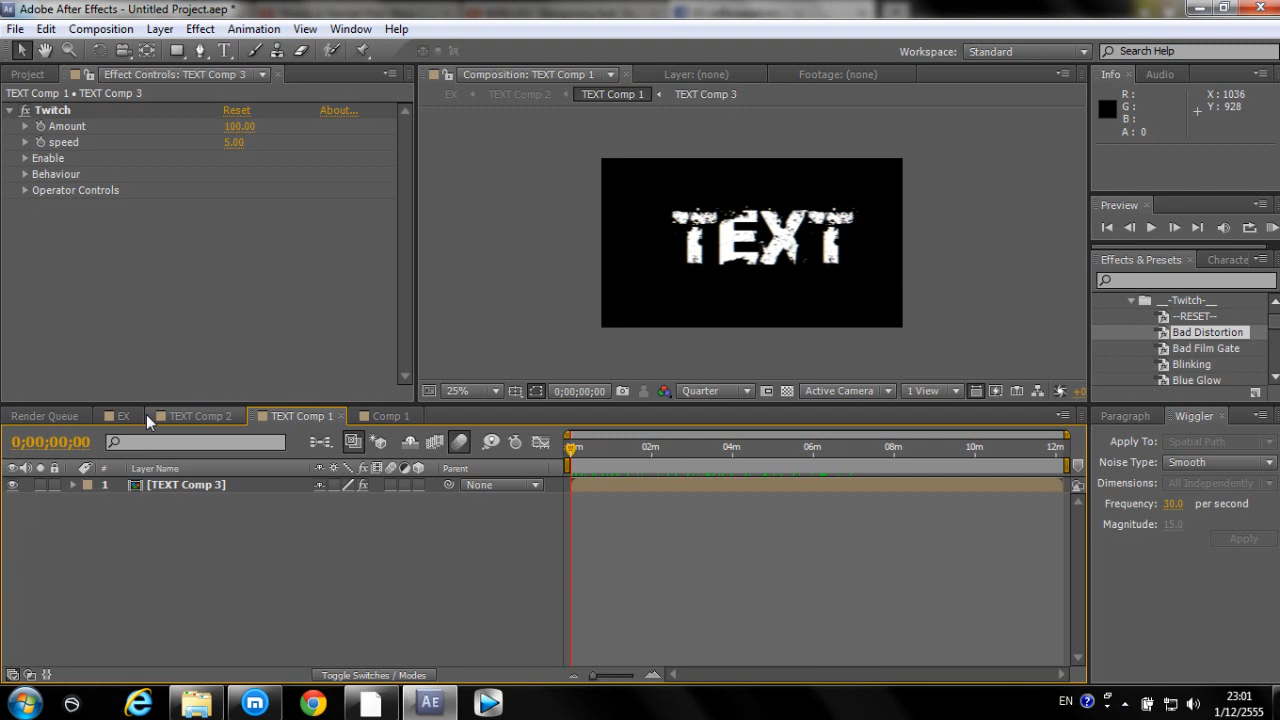 Adobe After Effects - Untitled Project.aep *
File Edit Composition Layer Effect Animation View Window Help
Workspace: Standard
Search Help
Project Effect Controls: TEXT Comp 3
TEXT Comp 1 • TEXT Comp 3
fx Twitch Reset About...
Amount 100.00
speed 5.00
Enable
Behaviour
Operator Controls
Composition: TEXT Comp 1 Layer: (none) Footage: (none)
EX TEXT Comp 2 TEXT Comp 1 TEXT Comp 3
TEXT
25% 0;00;00;00 Quarter Active Camera 1 View +0
Info Audio
R: X: 1036
G: Y: 928
B:
A: 0
Preview
Effects & Presets Characte
__-Twitch-__
--RESET--
Bad Distortion
Bad Film Gate
Blinking
Blue Glow
Render Queue EX TEXT Comp 2 TEXT Comp 1 Comp 1
0;00;00;00
02m 04m 06m 08m 10m 12m
# Layer Name Parent
1 [TEXT Comp 3] None
Toggle Switches / Modes
Paragraph Wiggler
Apply To: Spatial Path
Noise Type: Smooth
Dimensions: All Independently
Frequency: 30.0 per second
Magnitude: 15.0
Apply
EN
23:01
1/12/2555